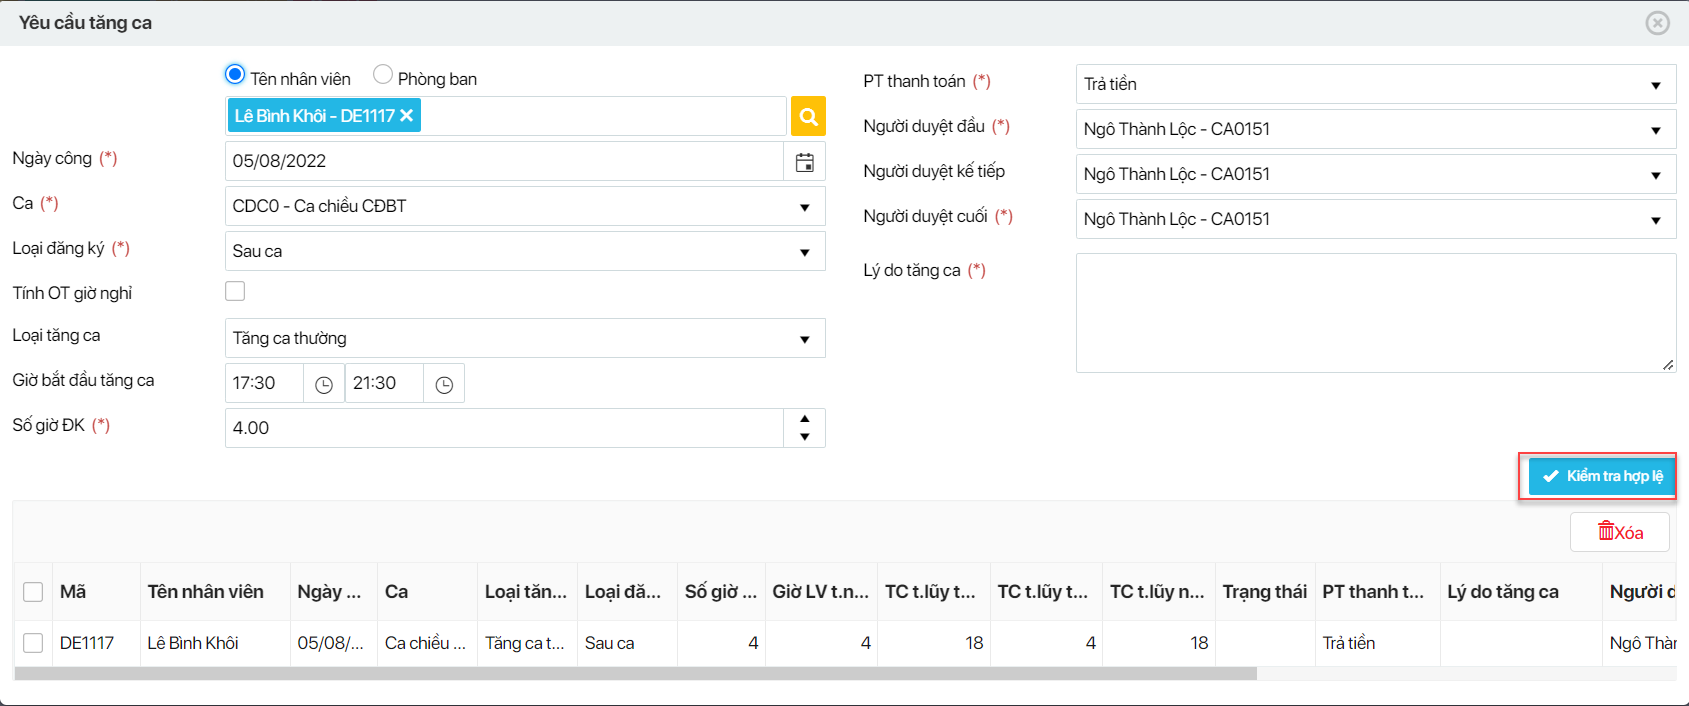 Yêu cầu tăng ca
Tên nhân viên
Phòng ban
Lê Bình Khôi - DE1117
Ngày công (*)
05/08/2022
Ca (*)
CDC0 - Ca chiều CĐBT
Loại đăng ký (*)
Sau ca
Tính OT giờ nghỉ
Loại tăng ca
Tăng ca thường
Giờ bắt đầu tăng ca
17:30
21:30
Số giờ ĐK (*)
4.00
PT thanh toán (*)
Trả tiền
Người duyệt đầu (*)
Ngô Thành Lộc - CA0151
Người duyệt kế tiếp
Ngô Thành Lộc - CA0151
Người duyệt cuối (*)
Ngô Thành Lộc - CA0151
Lý do tăng ca (*)
Kiểm tra hợp lệ
Xóa
Mã Tên nhân viên Ngày ... Ca Loại tăn... Loại đă... Số giờ ... Giờ LV t.n... TC t.lũy t... TC t.lũy t... TC t.lũy n... Trạng thái PT thanh t... Lý do tăng ca Người d
DE1117 Lê Bình Khôi 05/08/... Ca chiều ... Tăng ca t... Sau ca 4 4 18 4 18 Trả tiền Ngô Thàn